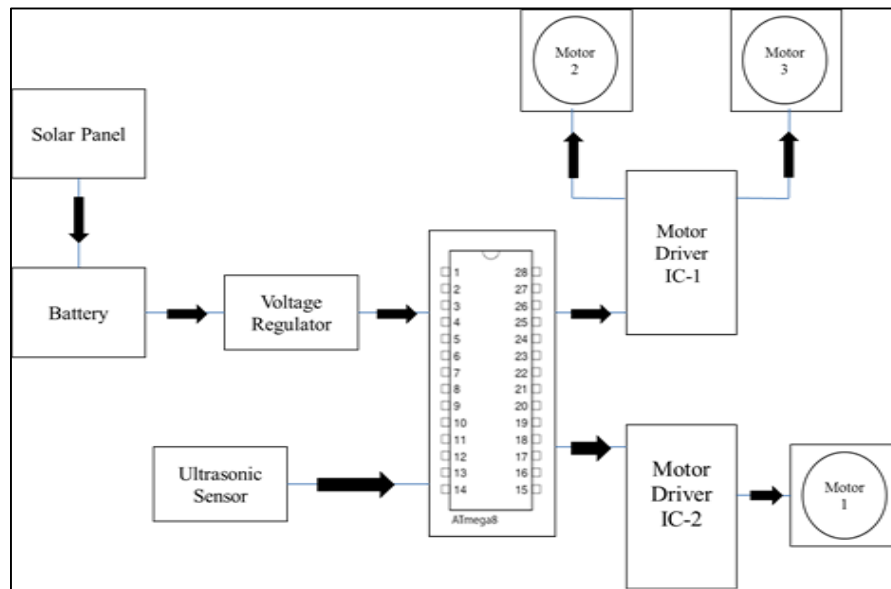 Motor
2
Motor
3
Solar Panel
Motor
Driver
IC-1
Battery
Voltage
Regulator
1 28
2 27
3 26
4 25
5 24
6 23
7 22
8 21
9 20
10 19
11 18
12 17
13 16
14 15
ATmega8
Ultrasonic
Sensor
Motor
Driver
IC-2
Motor
1